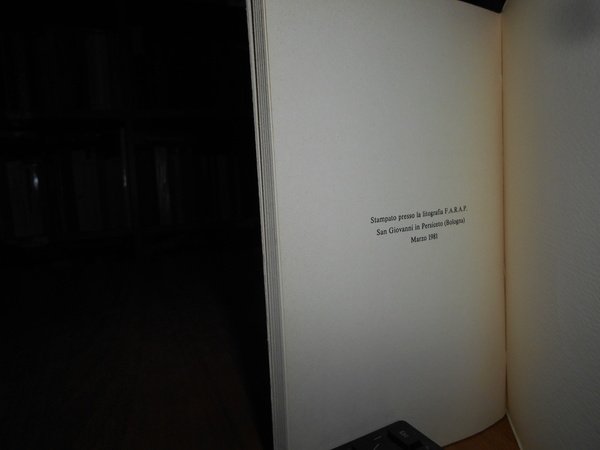 Stampato presso la litografia F.A.R.A.P.
San Giovanni in Persiceto (Bologna)
Marzo 1981